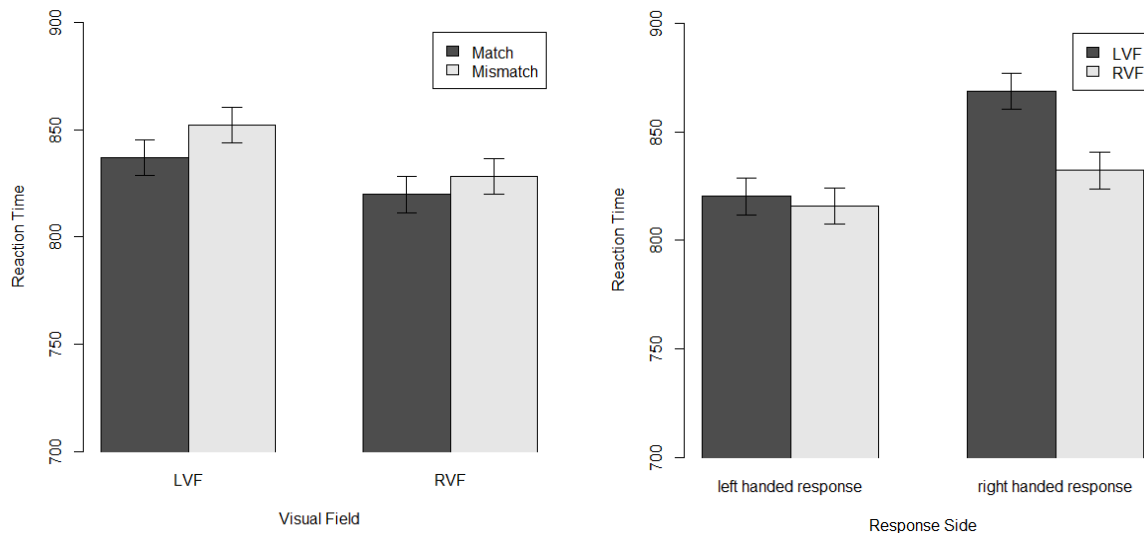 Match
Mismatch
Reaction Time
900
850
800
750
700
LVF
RVF
Visual Field
LVF
RVF
Reaction Time
900
850
800
750
700
left handed response
right handed response
Response Side